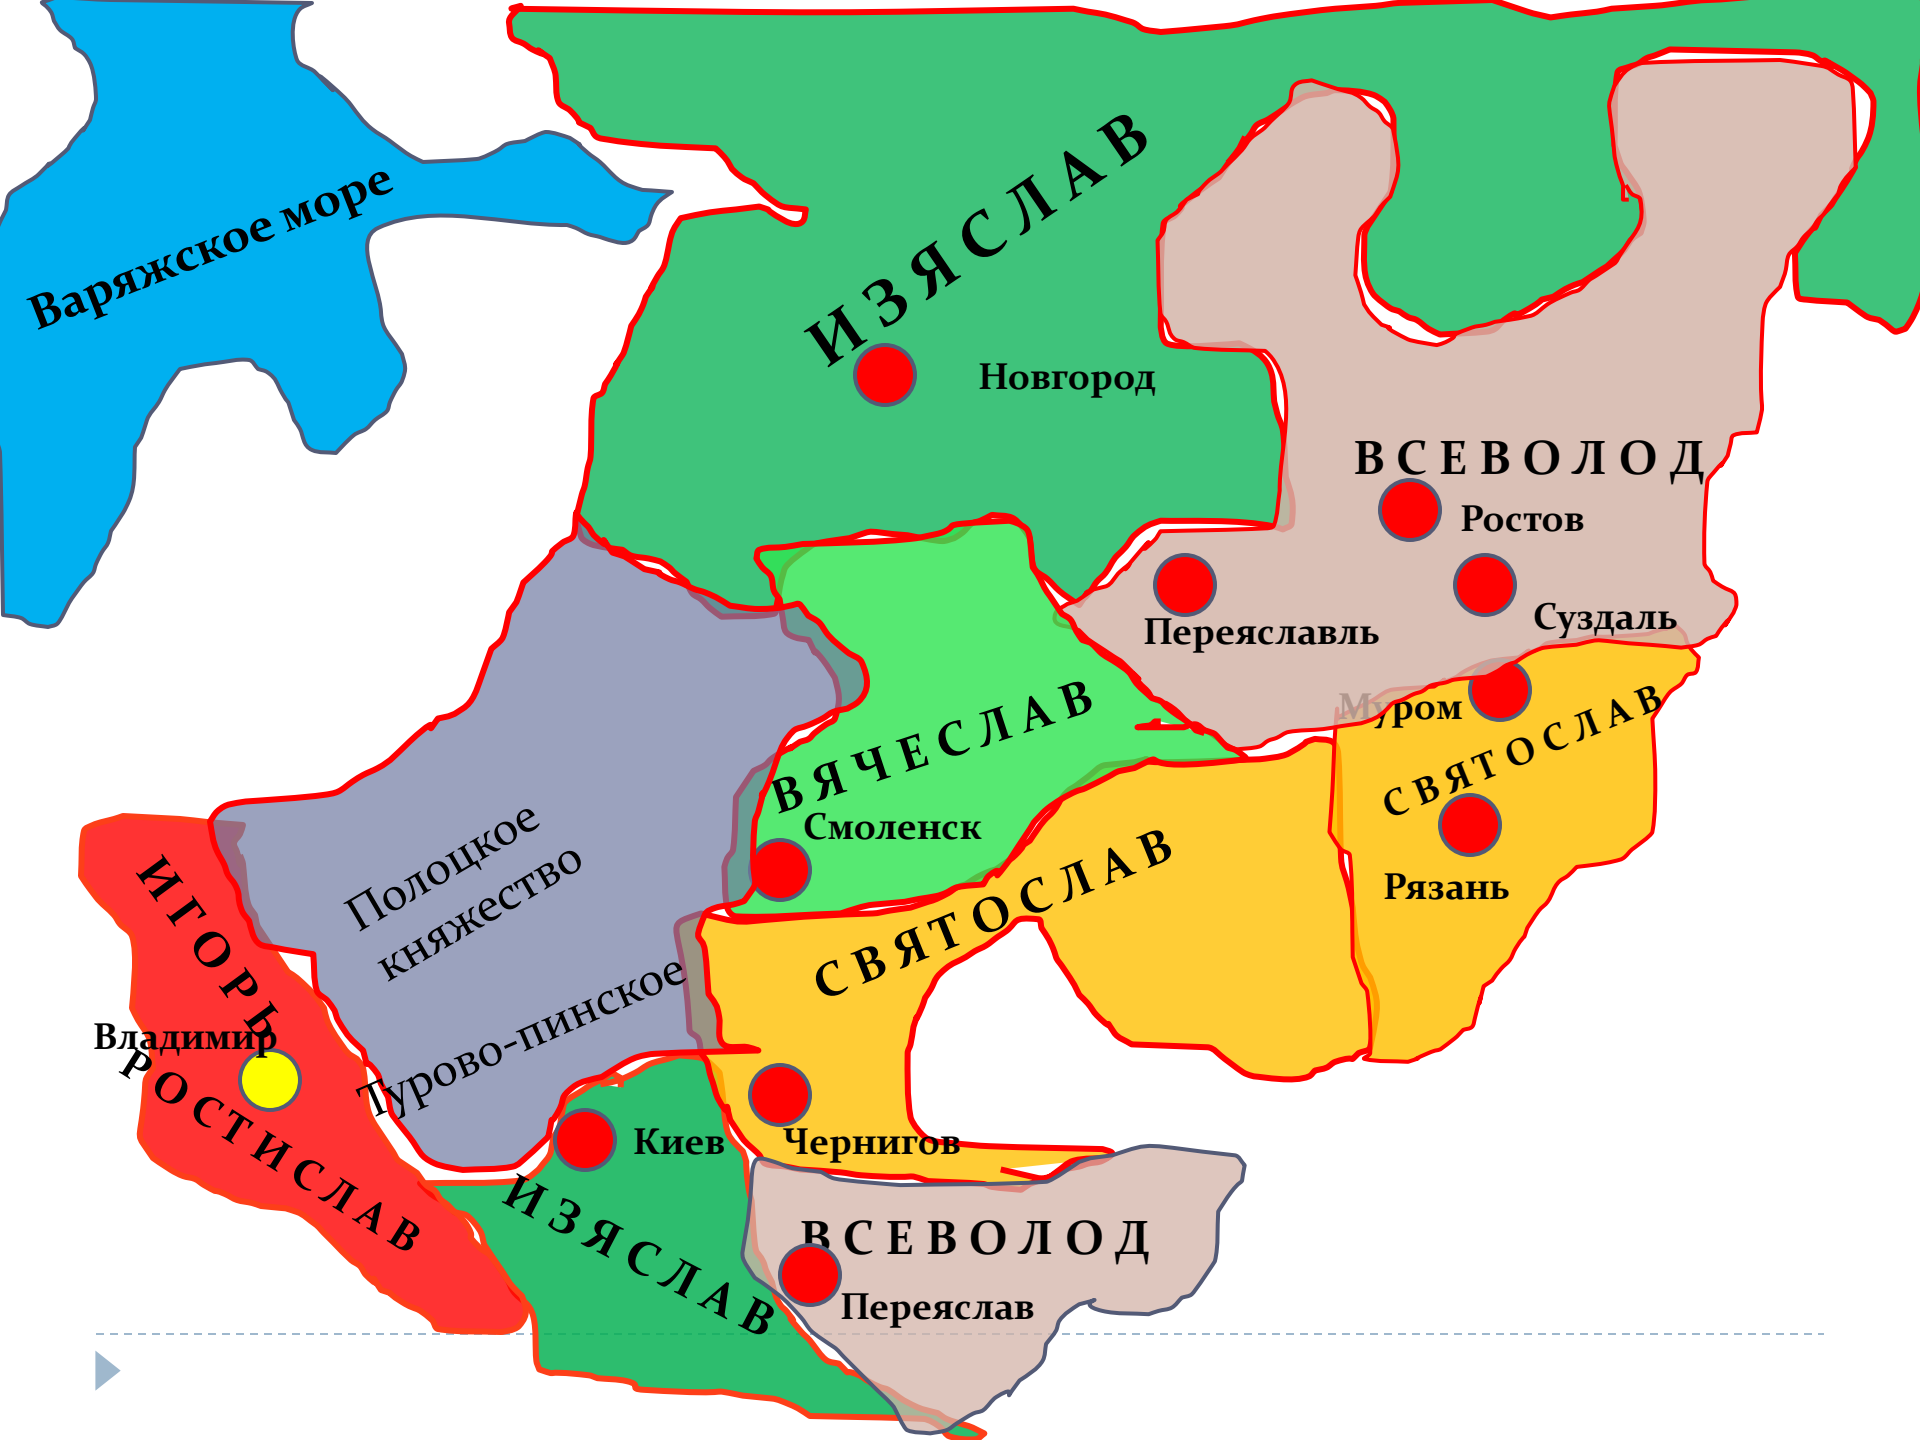 Варяжское море
ИЗЯСЛАВ
Новгород
ВСЕВОЛОД
Ростов
Суздаль
Переяславль
Муром
СВЯТОСЛАВ
Рязань
ВЯЧЕСЛАВ
Смоленск
СВЯТОСЛАВ
Полоцкое
княжество
Турово-пинское
ИГОРЬ
Владимир
РОСТИСЛАВ
Киев
Чернигов
ИЗЯСЛАВ
ВСЕВОЛОД
Переяслав